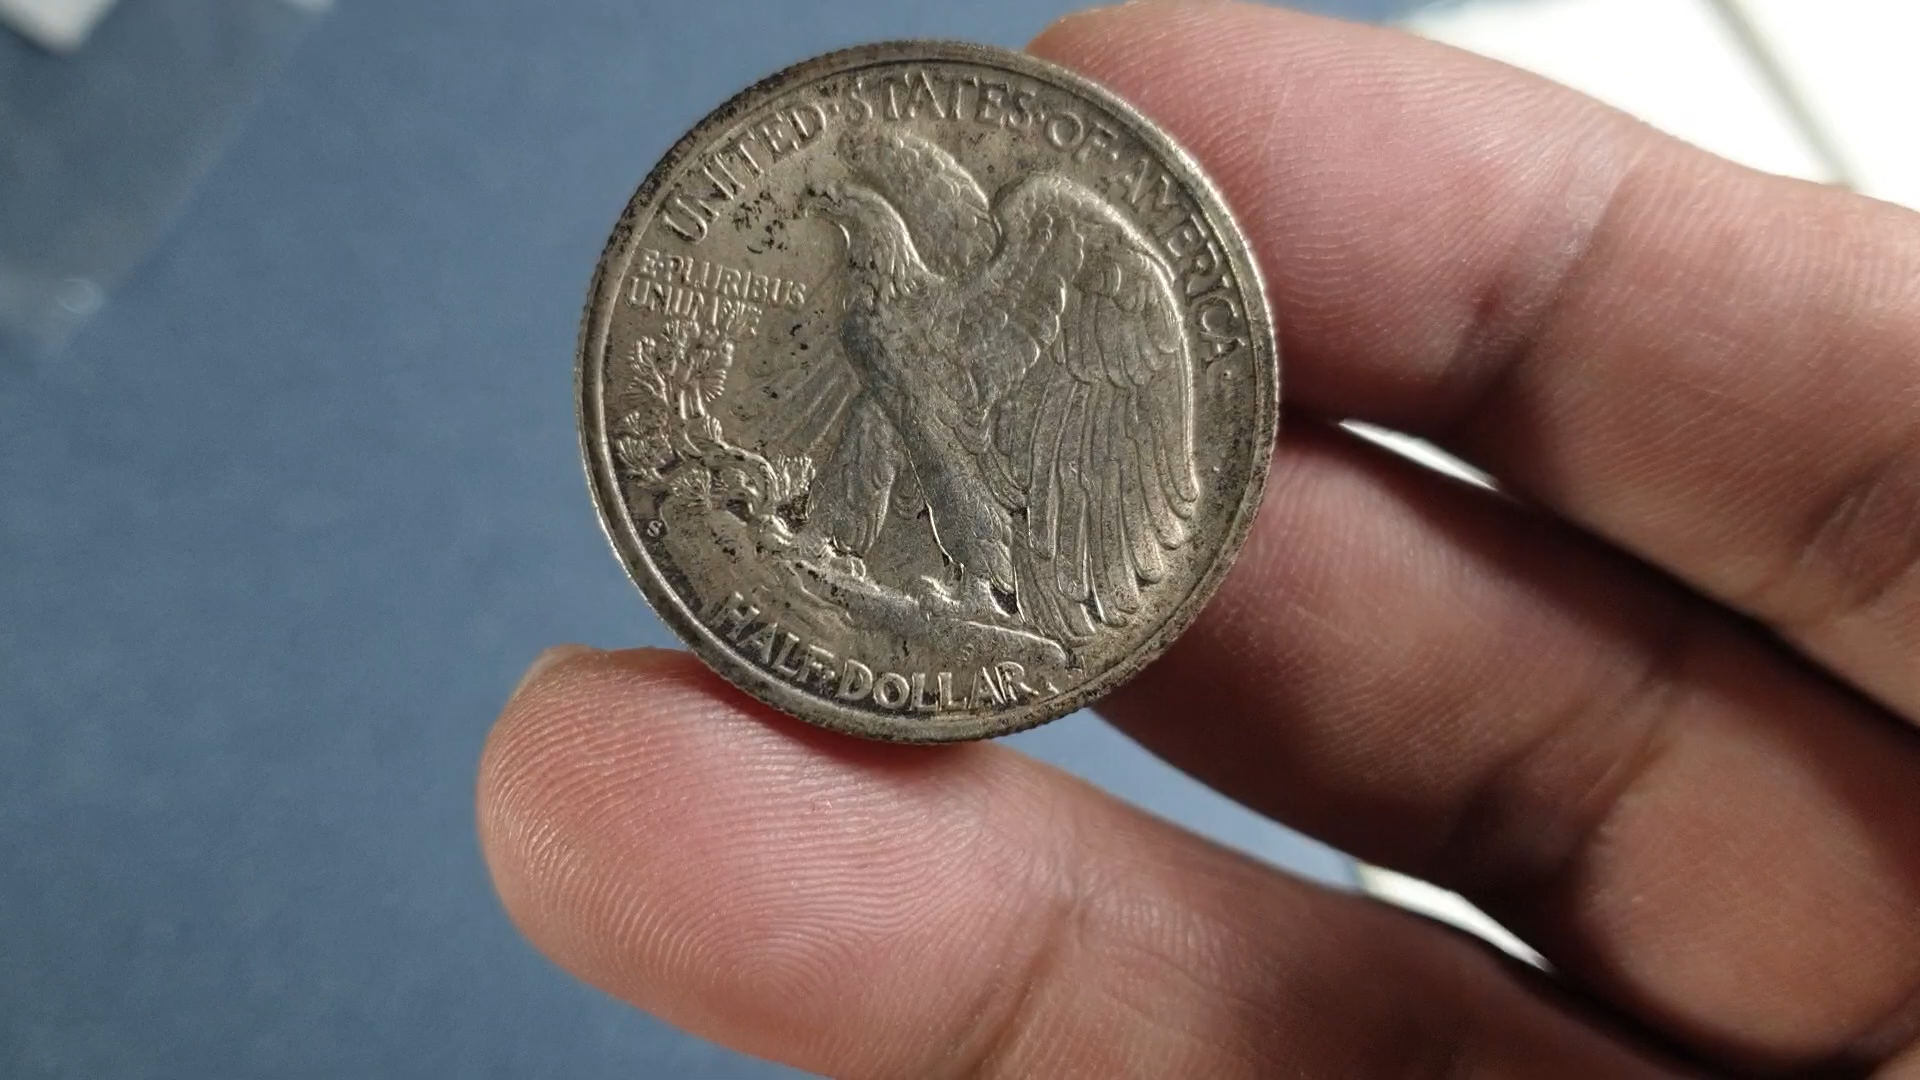 UNITED·STATES·OF·AMERICA·
E·PLURIBUS
UNUM
S
HALF·DOLLAR